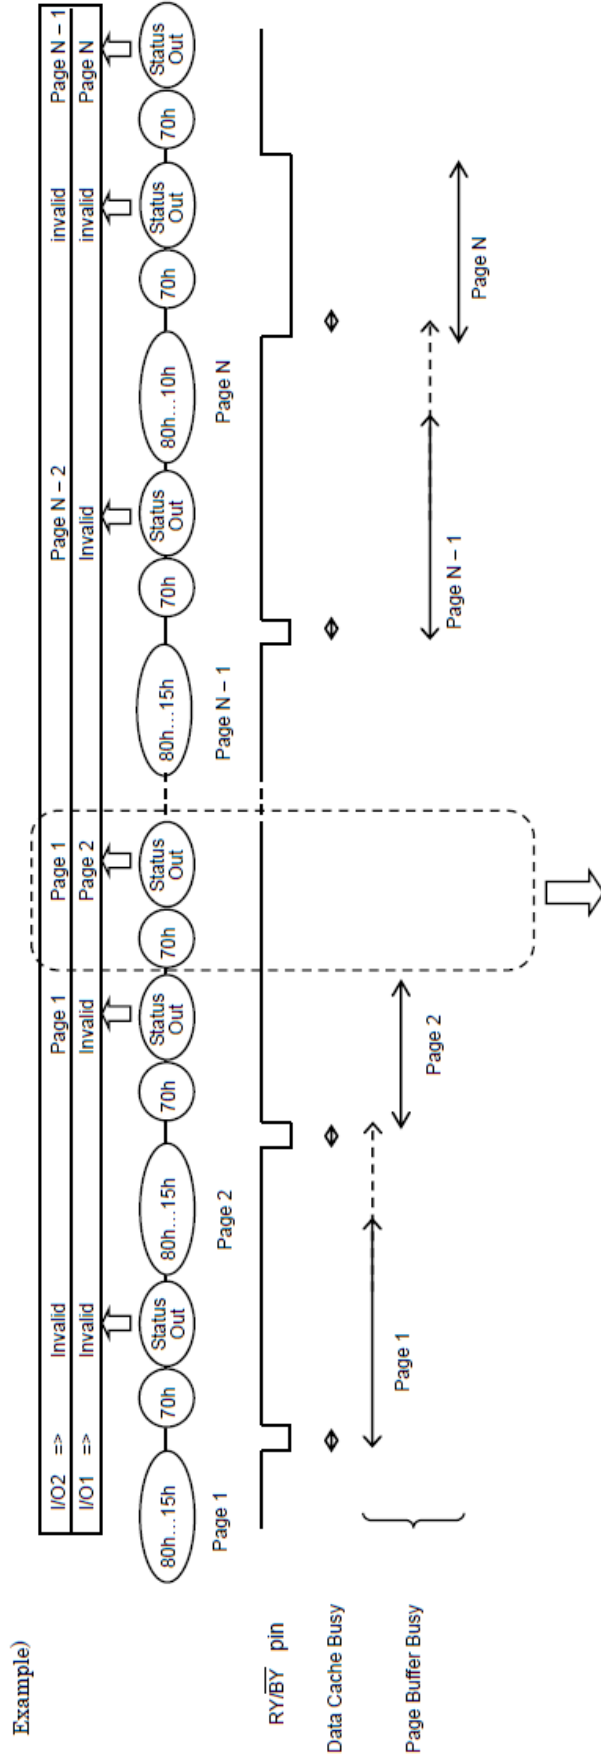 Example)
I/O2 => Invalid Page 1 Page 1 Page N – 2 invalid Page N – 1
I/O1 => Invalid Invalid Page 2 Invalid invalid Page N
80h…15h 70h Status Out 80h…15h 70h Status Out 70h Status Out 80h…15h 70h Status Out 80h…10h 70h Status Out 70h Status Out
Page 1 Page 2 Page N – 1 Page N
RY/BY pin
Data Cache Busy
Page Buffer Busy
Page 1
Page 2
Page N – 1
Page N